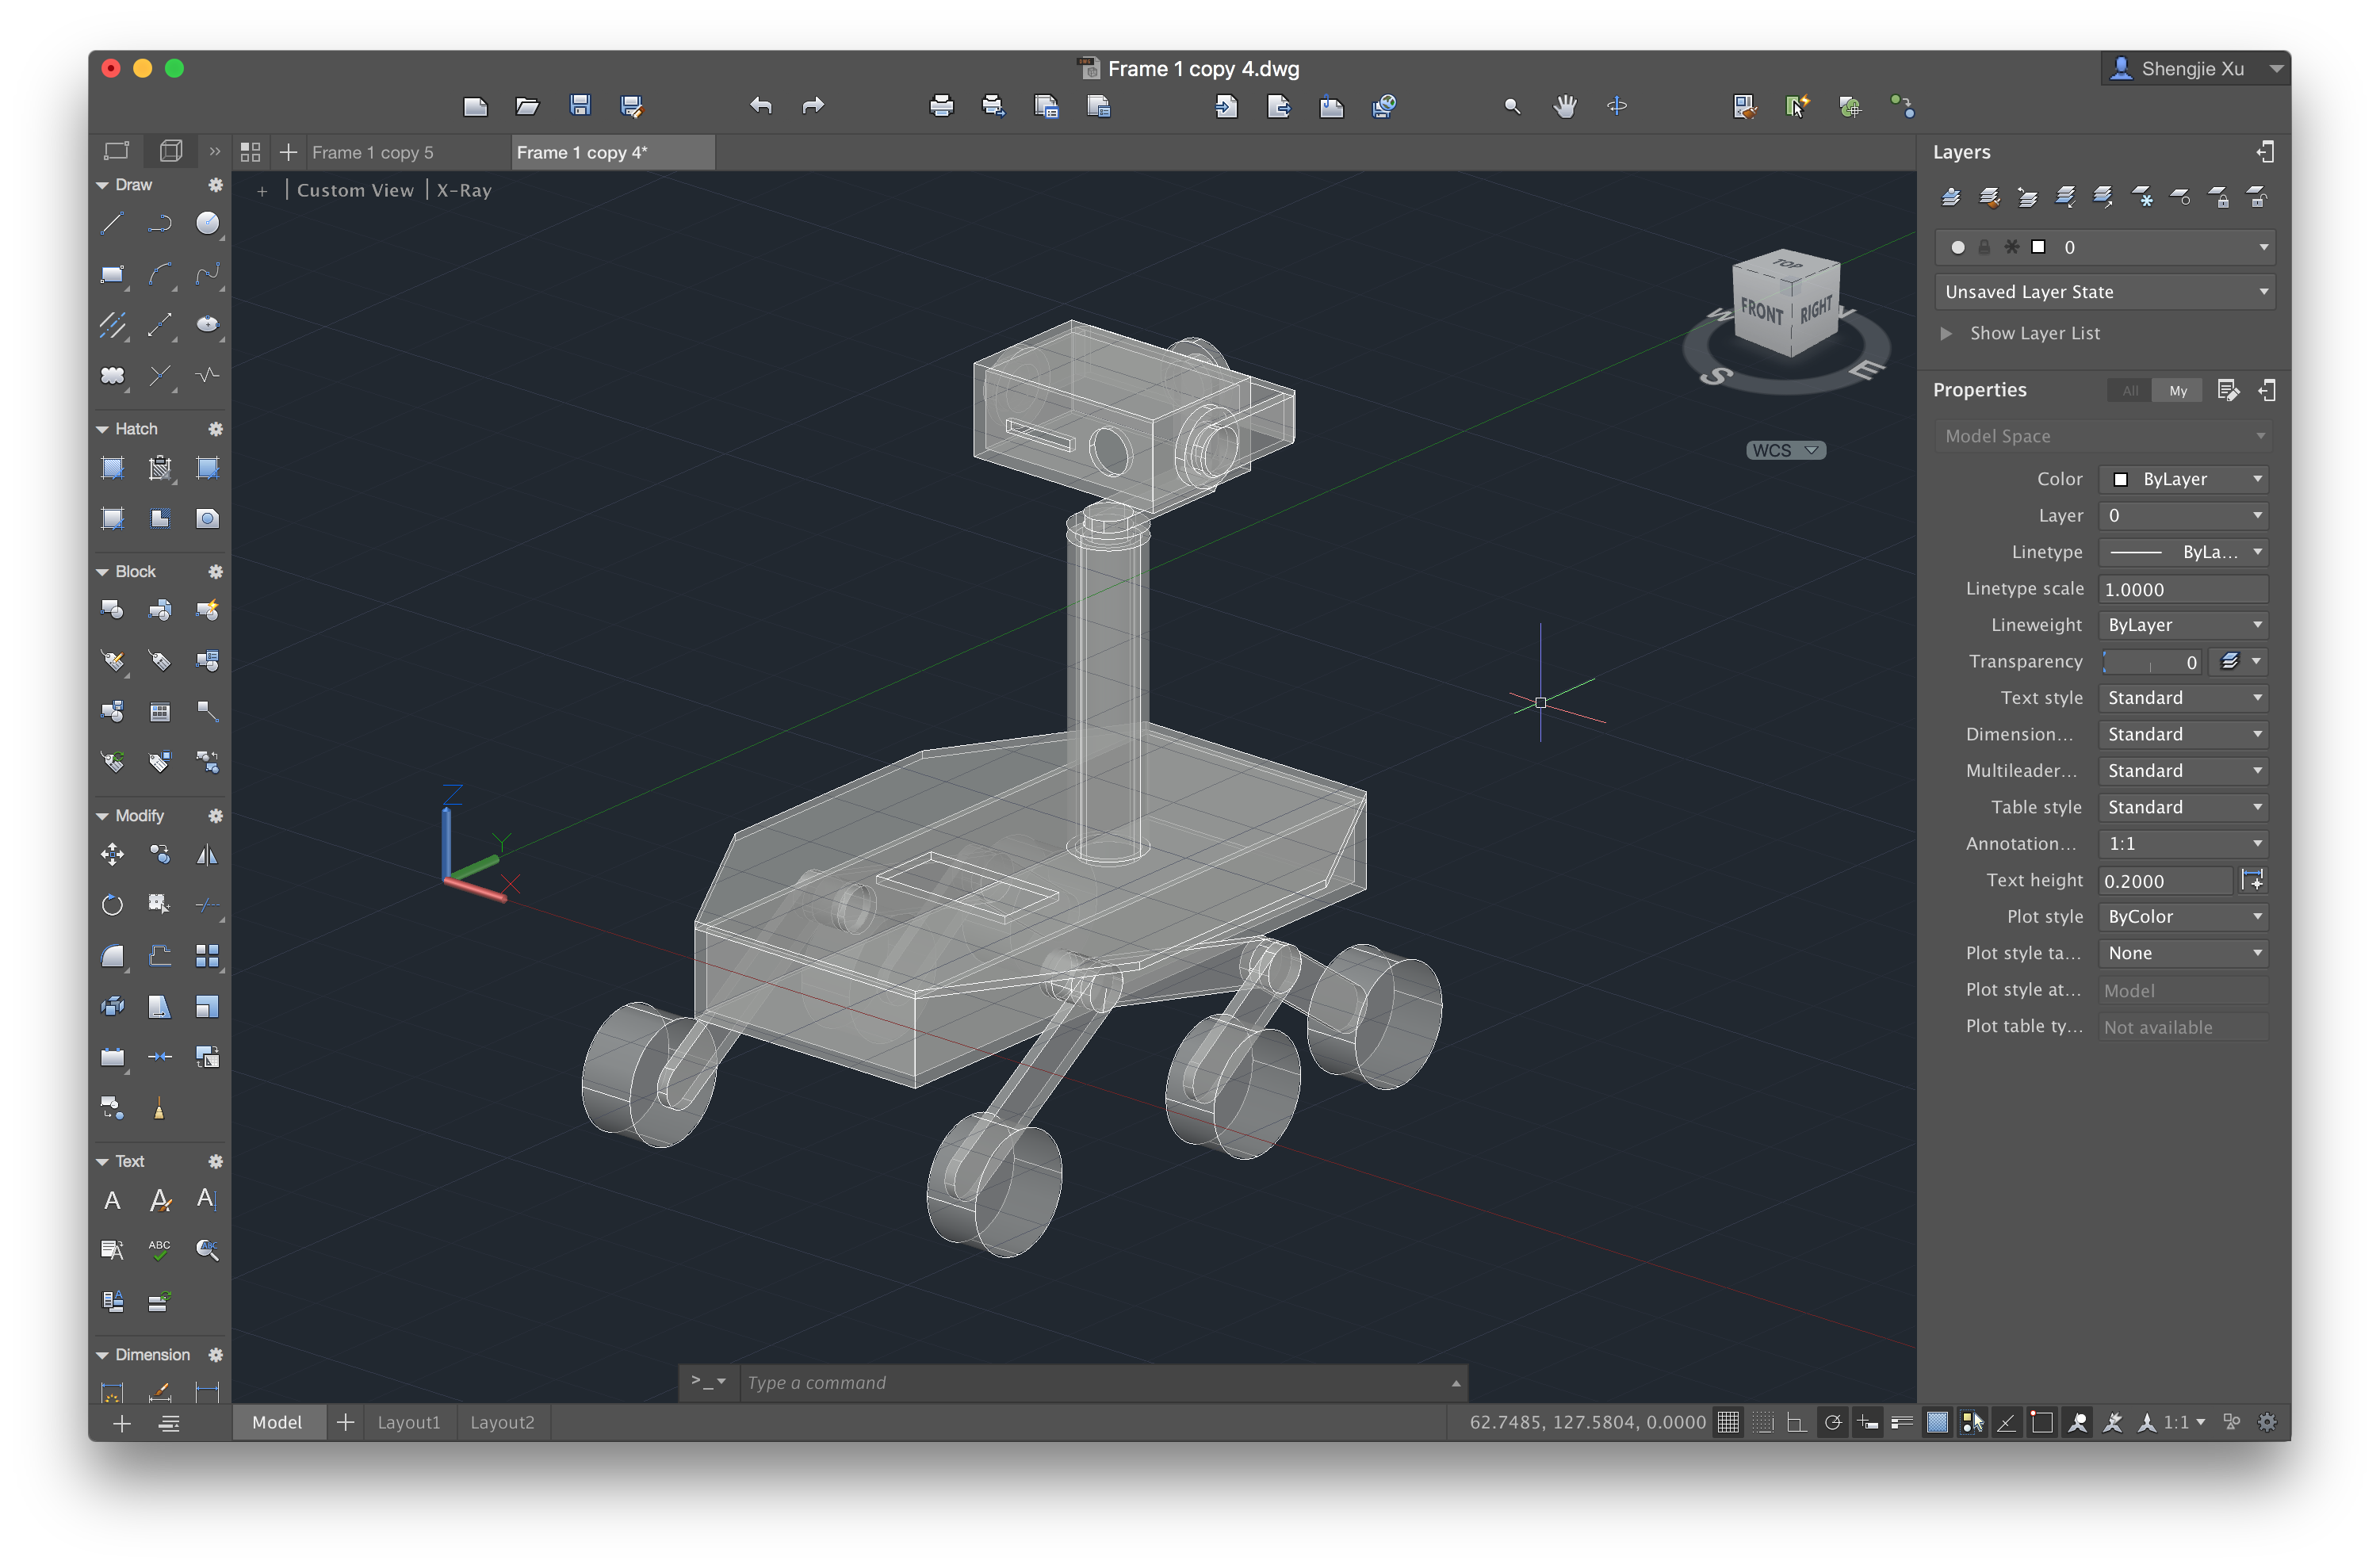 Frame 1 copy 4.dwg
Shengjie Xu
Frame 1 copy 5
Frame 1 copy 4*
Draw
Hatch
Block
Modify
Text
A
A
A
A
ABC
ABC
A
Dimension
+ | Custom View | X-Ray
TOP
FRONT
RIGHT
W
N
S
E
WCS
Z
Y
X
Layers
0
Unsaved Layer State
Show Layer List
Properties
All
My
Model Space
Color ByLayer
Layer 0
Linetype ByLa...
Linetype scale 1.0000
Lineweight ByLayer
Transparency 0
Text style Standard
Dimension... Standard
Multileader... Standard
Table style Standard
Annotation... 1:1
Text height 0.2000
Plot style ByColor
Plot style ta... None
Plot style at... Model
Plot table ty... Not available
>_ Type a command
Model
Layout1
Layout2
62.7485, 127.5804, 0.0000
1:1